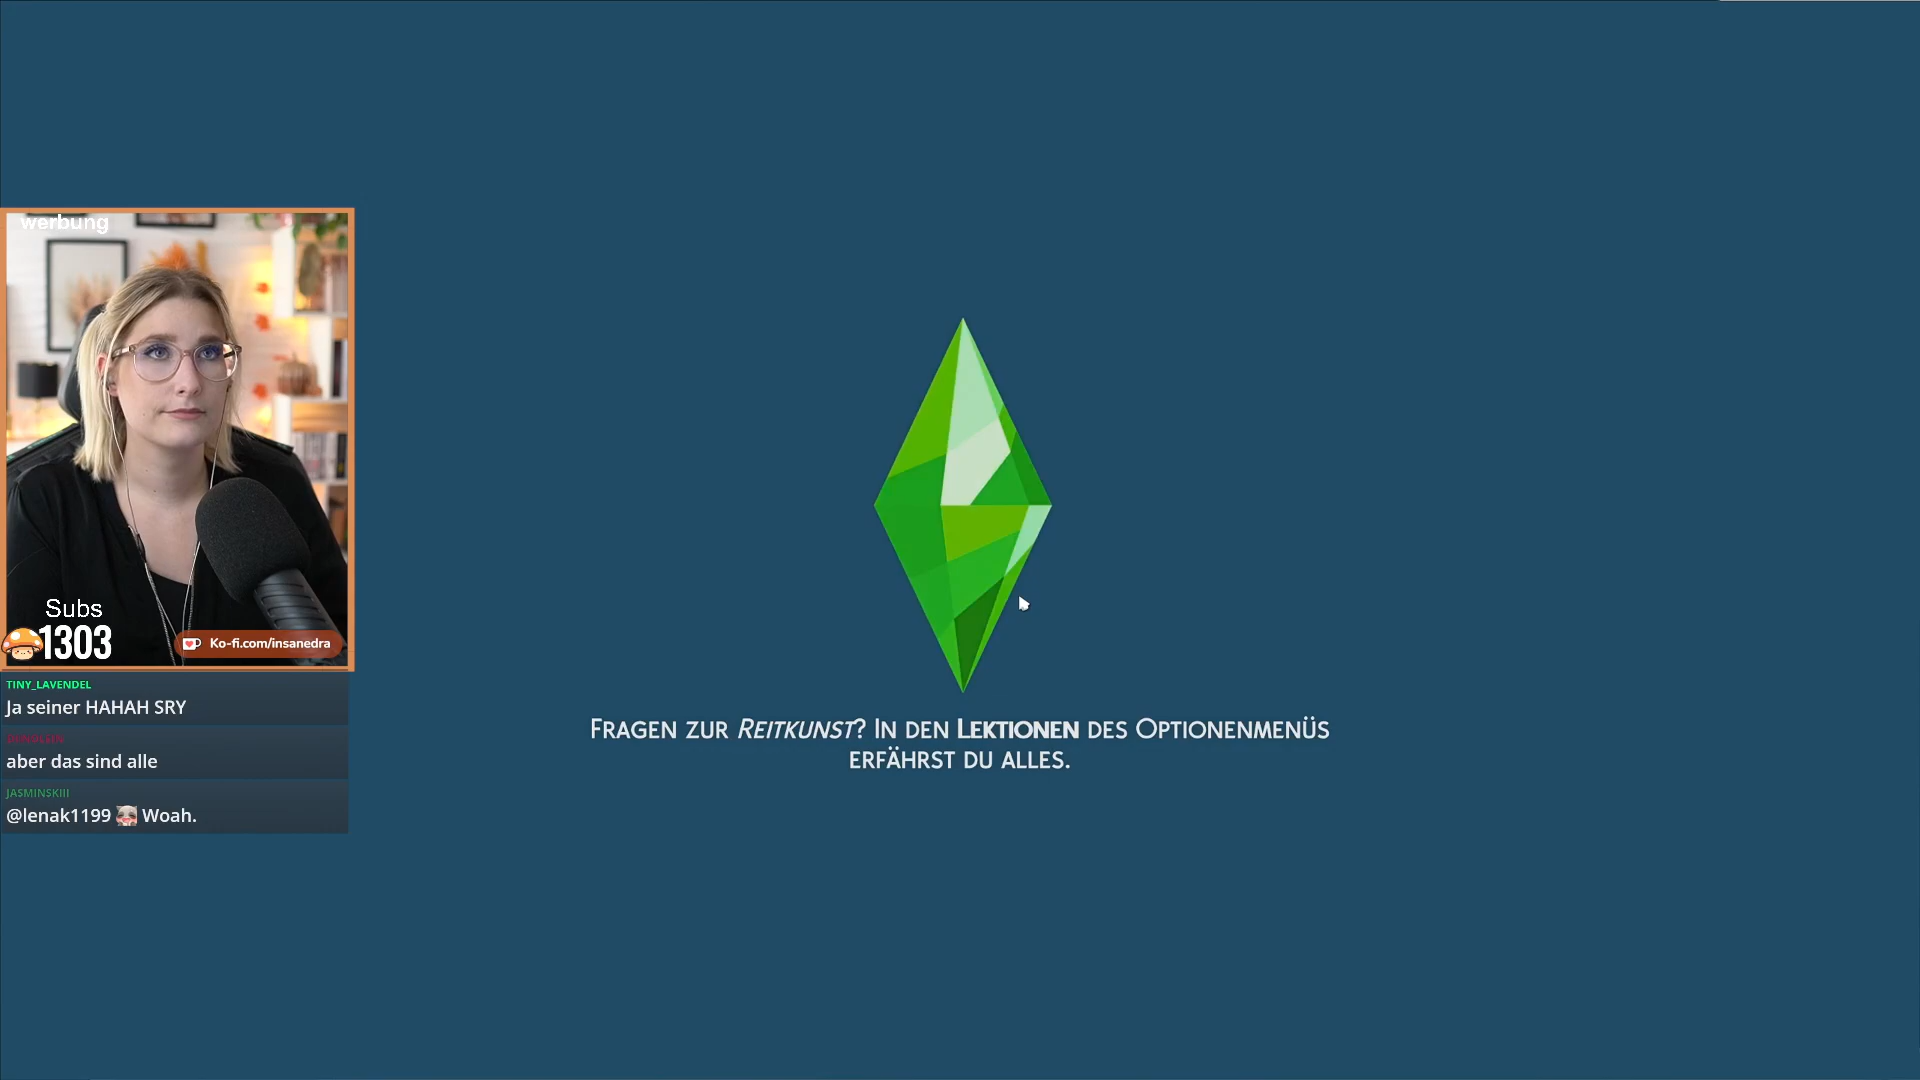 werbung
Subs
1303
Ko-fi.com/insanedra
TINY_LAVENDEL
Ja seiner HAHAH SRY
aber das sind alle
JASMINSKIII
@lenak1199 Woah.
FRAGEN ZUR REITKUNST? IN DEN LEKTIONEN DES OPTIONENMENÜS
ERFÄHRST DU ALLES.